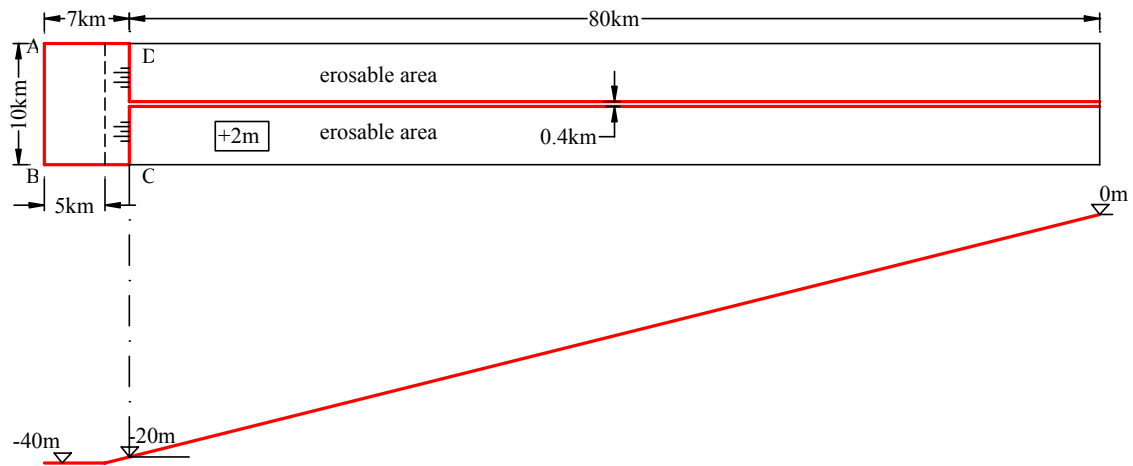 7km
80km
A
D
erosable area
10km
+2m
erosable area
0.4km
B
C
5km
0m
-40m
-20m